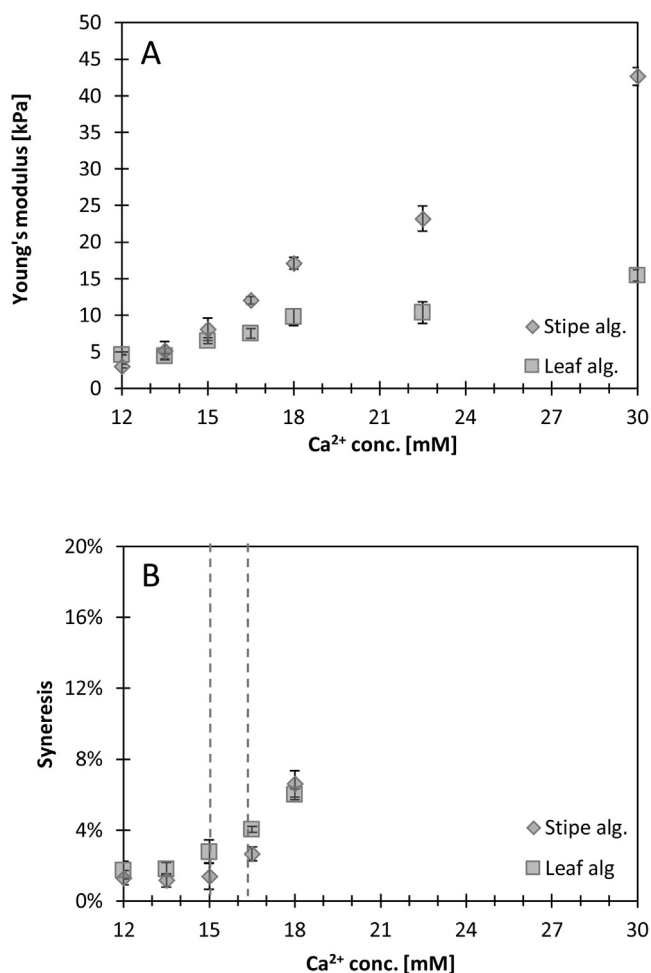 A
50
45
40
35
30
25
20
15
10
5
0
Young's modulus [kPa]
Stipe alg.
Leaf alg.
12 15 18 21 24 27 30
Ca²⁺ conc. [mM]
B
20%
16%
12%
8%
4%
0%
Syneresis
Stipe alg.
Leaf alg
12 15 18 21 24 27 30
Ca²⁺ conc. [mM]